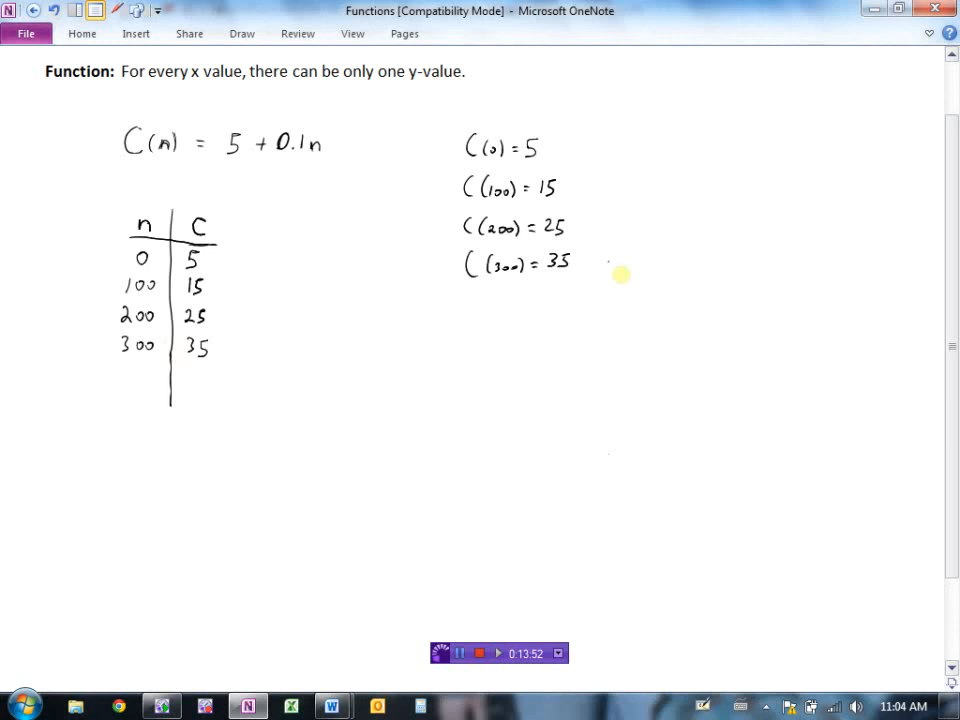 Functions [Compatibility Mode] - Microsoft OneNote
File Home Insert Share Draw Review View Pages
Function: For every x value, there can be only one y-value.
C(n) = 5 + 0.1n
n C
0 5
100 15
200 25
300 35
C(0) = 5
C(100) = 15
C(200) = 25
C(300) = 35
0:13:52
11:04 AM